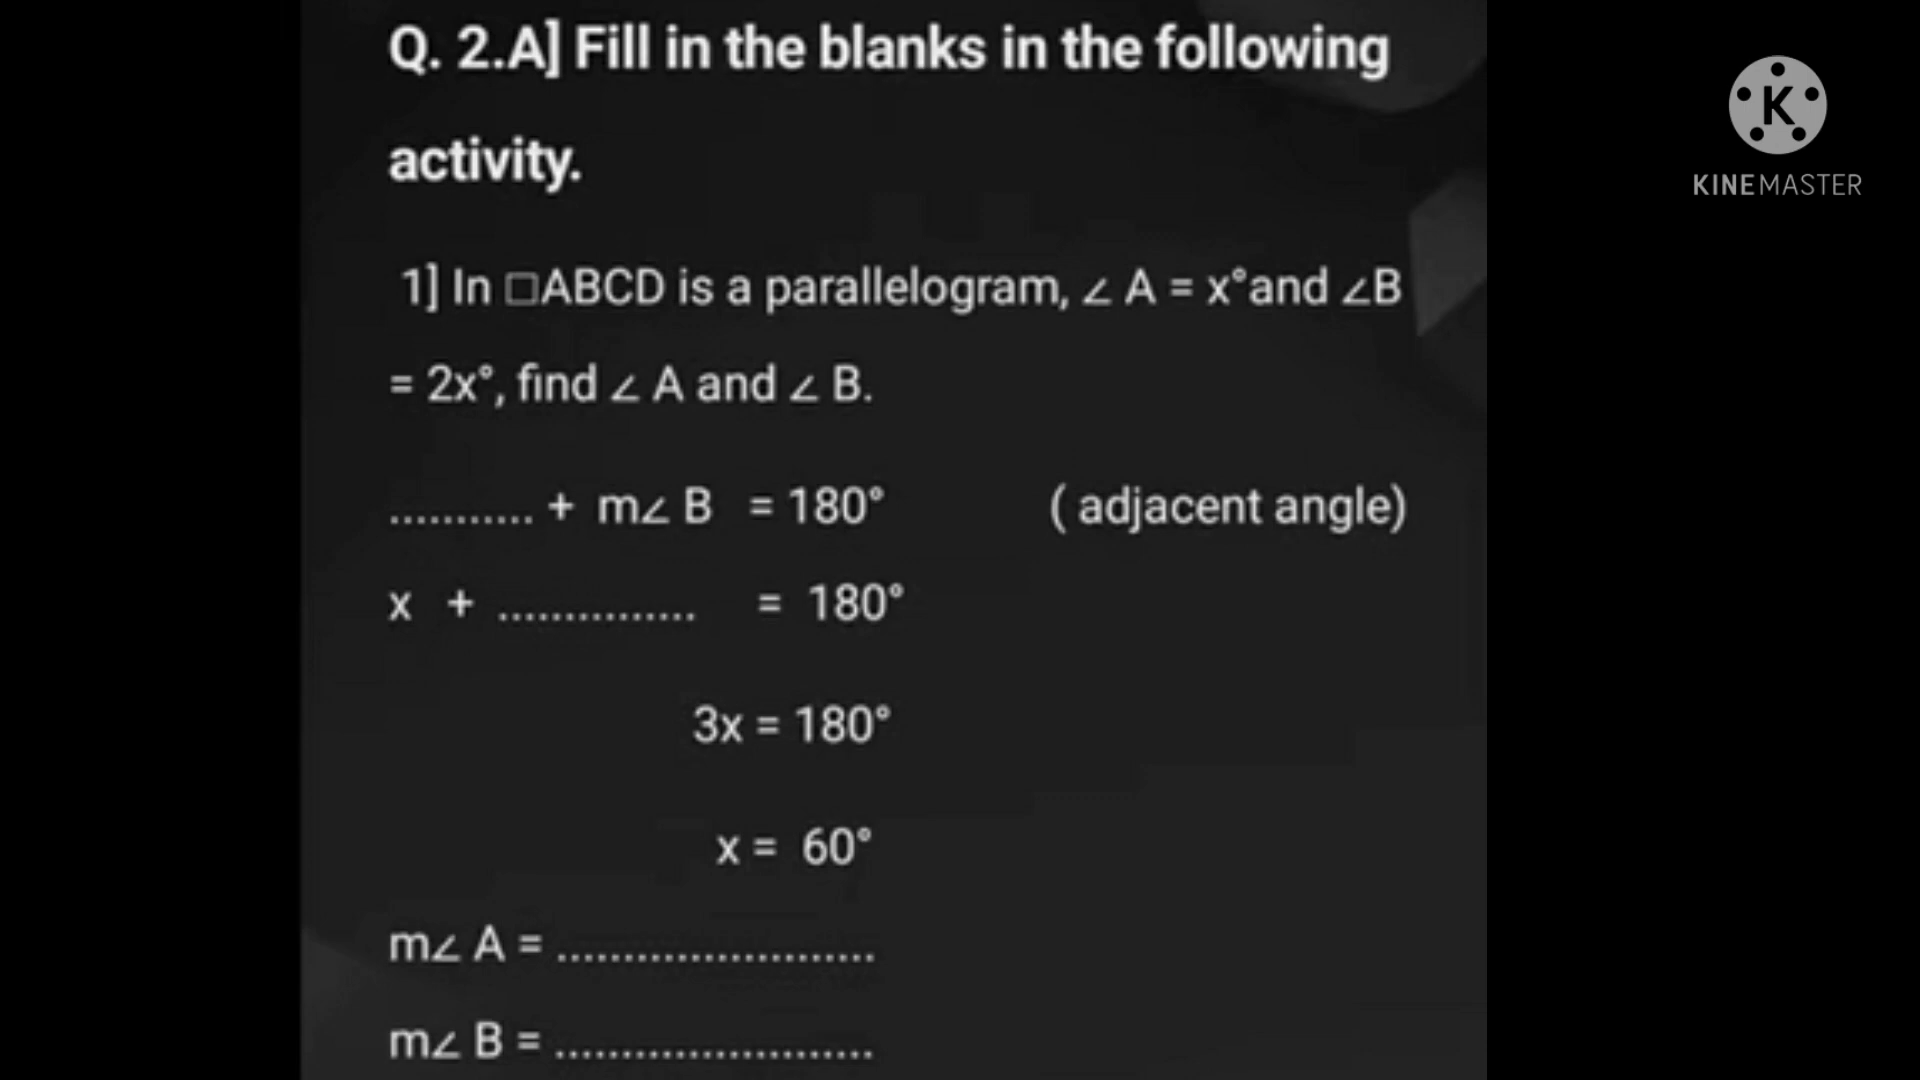 Q. 2.A] Fill in the blanks in the following
activity.
1] In □ABCD is a parallelogram, ∠ A = x°and ∠B
= 2x°, find ∠ A and ∠ B.
........... + m∠ B = 180° ( adjacent angle)
x + ............... = 180°
3x = 180°
x = 60°
m∠ A = ........................
m∠ B = ........................
K
KINEMASTER